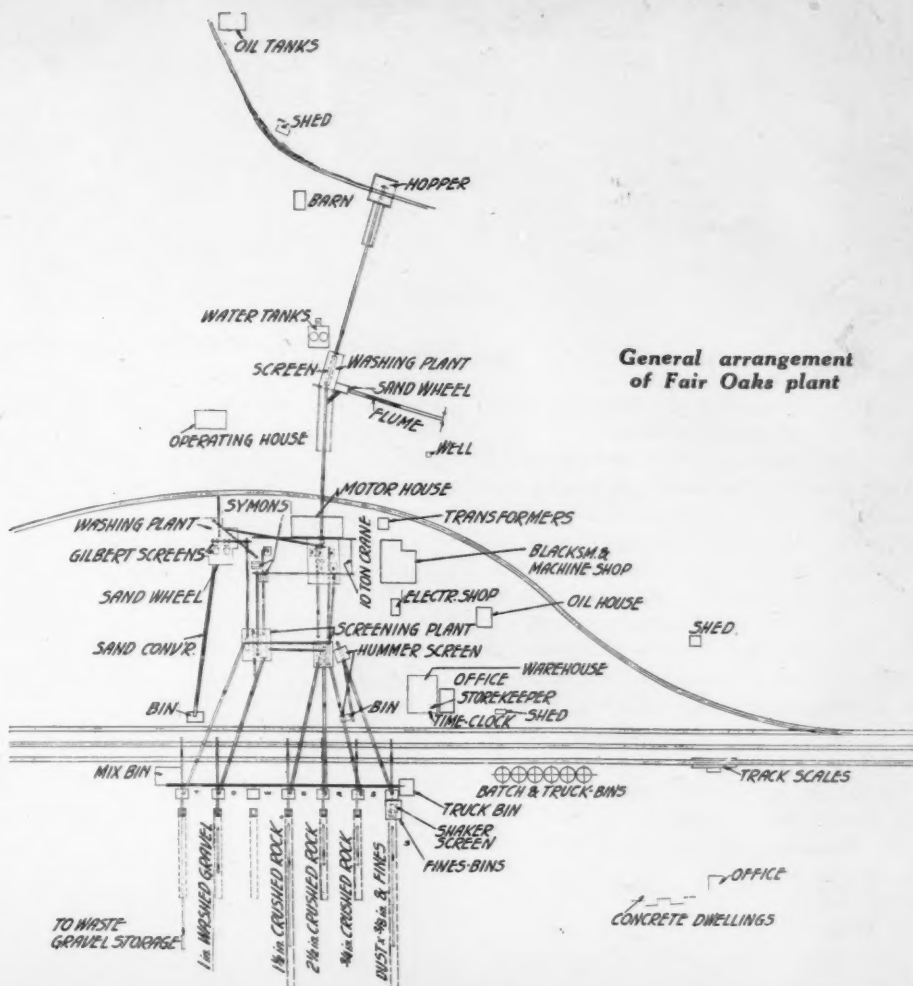 OIL TANKS
SHED
HOPPER
BARN
WATER TANKS
SCREEN
WASHING PLANT
SAND WHEEL
FLUME
General arrangement
of Fair Oaks plant
OPERATING HOUSE
WELL
MOTOR HOUSE
SYMONS
WASHING PLANT
TRANSFORMERS
GILBERT SCREENS
10 TON CRANE
BLACKSM. &
MACHINE SHOP
SAND WHEEL
ELECTR. SHOP
OIL HOUSE
SCREENING PLANT
SHED
SAND CONV'R.
HUMMER SCREEN
WAREHOUSE
OFFICE
STOREKEEPER
BIN
BIN
SHED
TIME-CLOCK
MIX BIN
TRACK SCALES
BATCH & TRUCK-BINS
TRUCK BIN
SHAKER
SCREEN
FINES-BINS
1 in. WASHED GRAVEL
1½ in. CRUSHED ROCK
2½ in. CRUSHED ROCK
¾ in. CRUSHED ROCK
OFFICE
CONCRETE DWELLINGS
TO WASTE
GRAVEL STORAGE